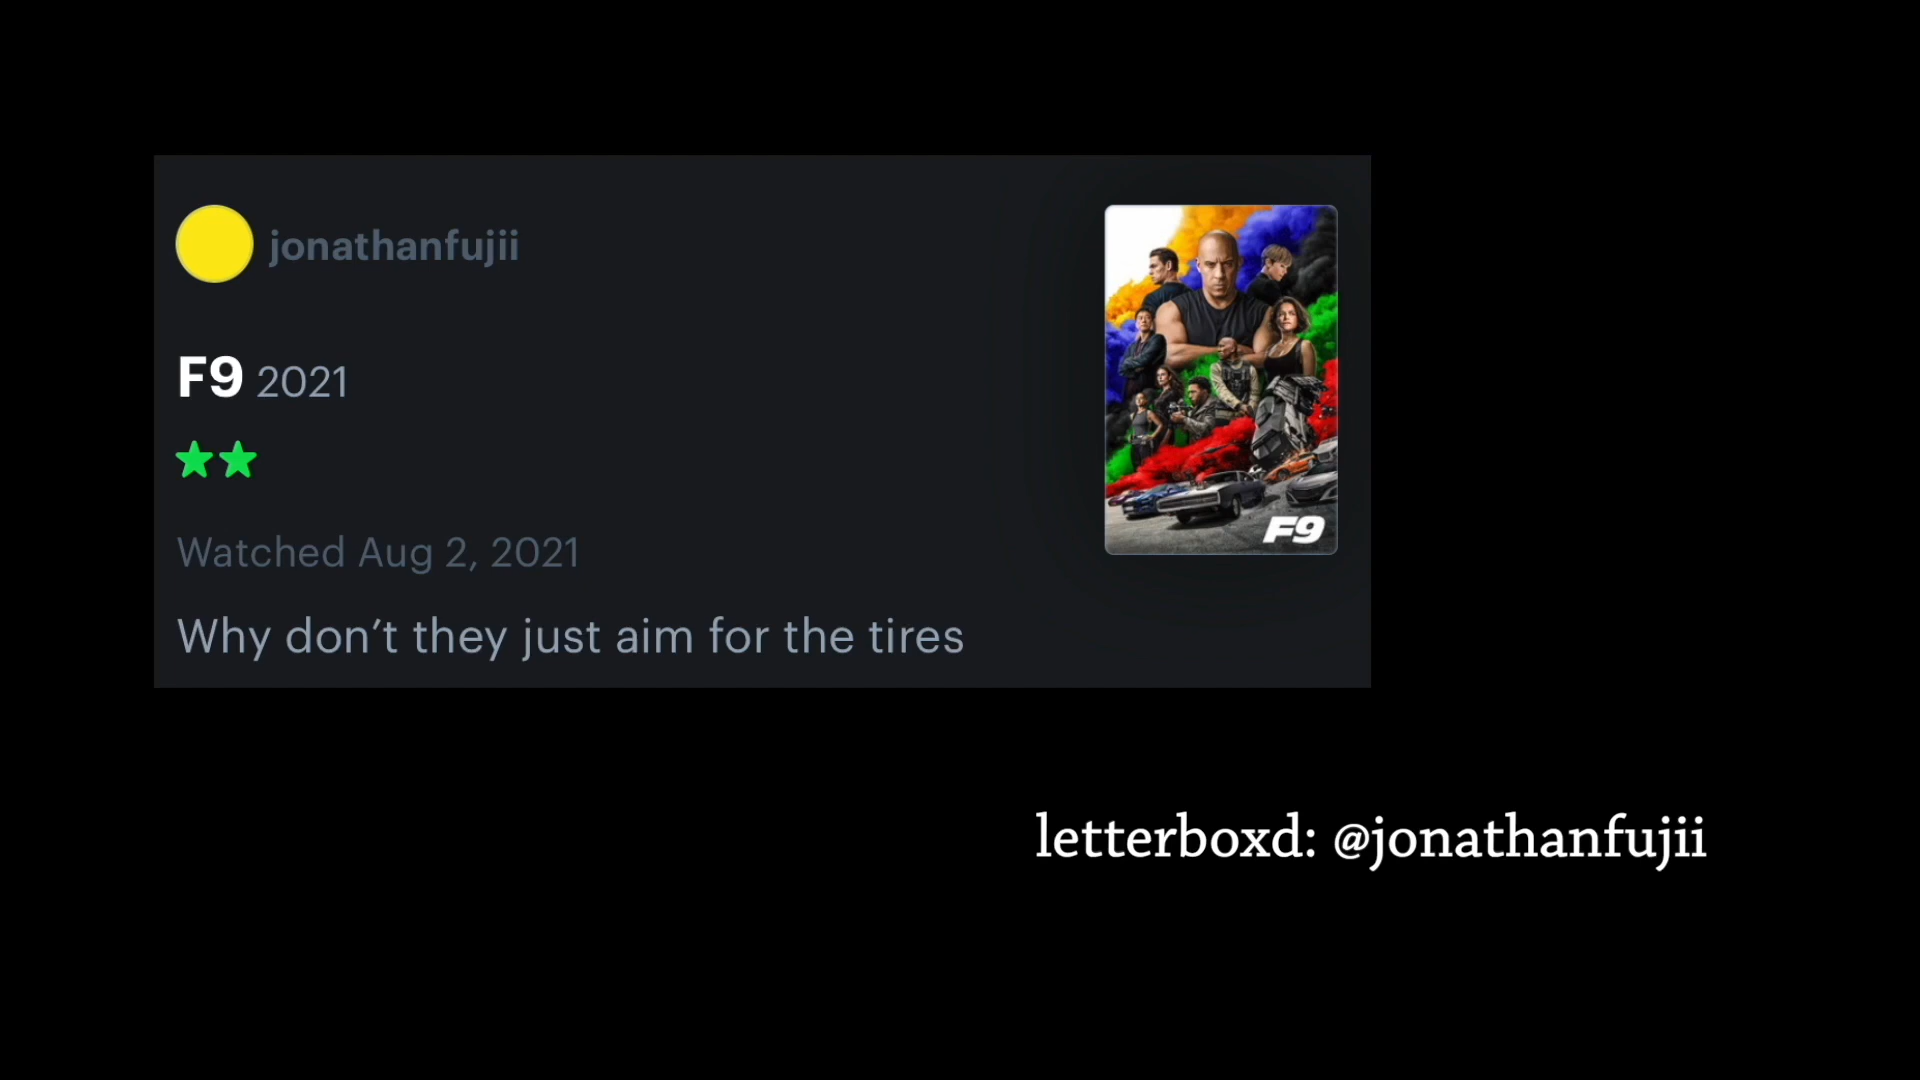 jonathanfujii
F9 2021
Watched Aug 2, 2021
Why don’t they just aim for the tires
F9
letterboxd: @jonathanfujii